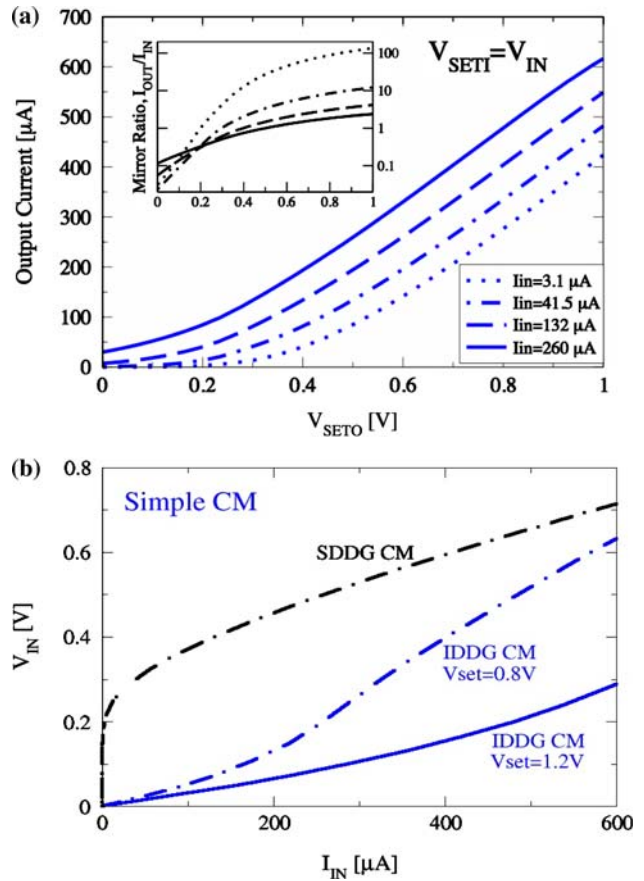 (a)
V_SETI=V_IN
Mirror Ratio, I_OUT/I_IN
100
10
1
0.1
0 0.2 0.4 0.6 0.8 1
Output Current [μA]
700
600
500
400
300
200
100
0
Iin=3.1 μA
Iin=41.5 μA
Iin=132 μA
Iin=260 μA
0 0.2 0.4 0.6 0.8 1
V_SETO [V]
(b)
Simple CM
SDDG CM
IDDG CM
Vset=0.8V
IDDG CM
Vset=1.2V
V_IN [V]
0.8
0.6
0.4
0.2
0
0 200 400 600
I_IN [μA]